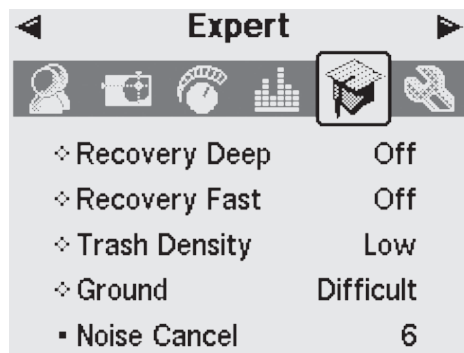 Expert
Recovery Deep Off
Recovery Fast Off
Trash Density Low
Ground Difficult
Noise Cancel 6